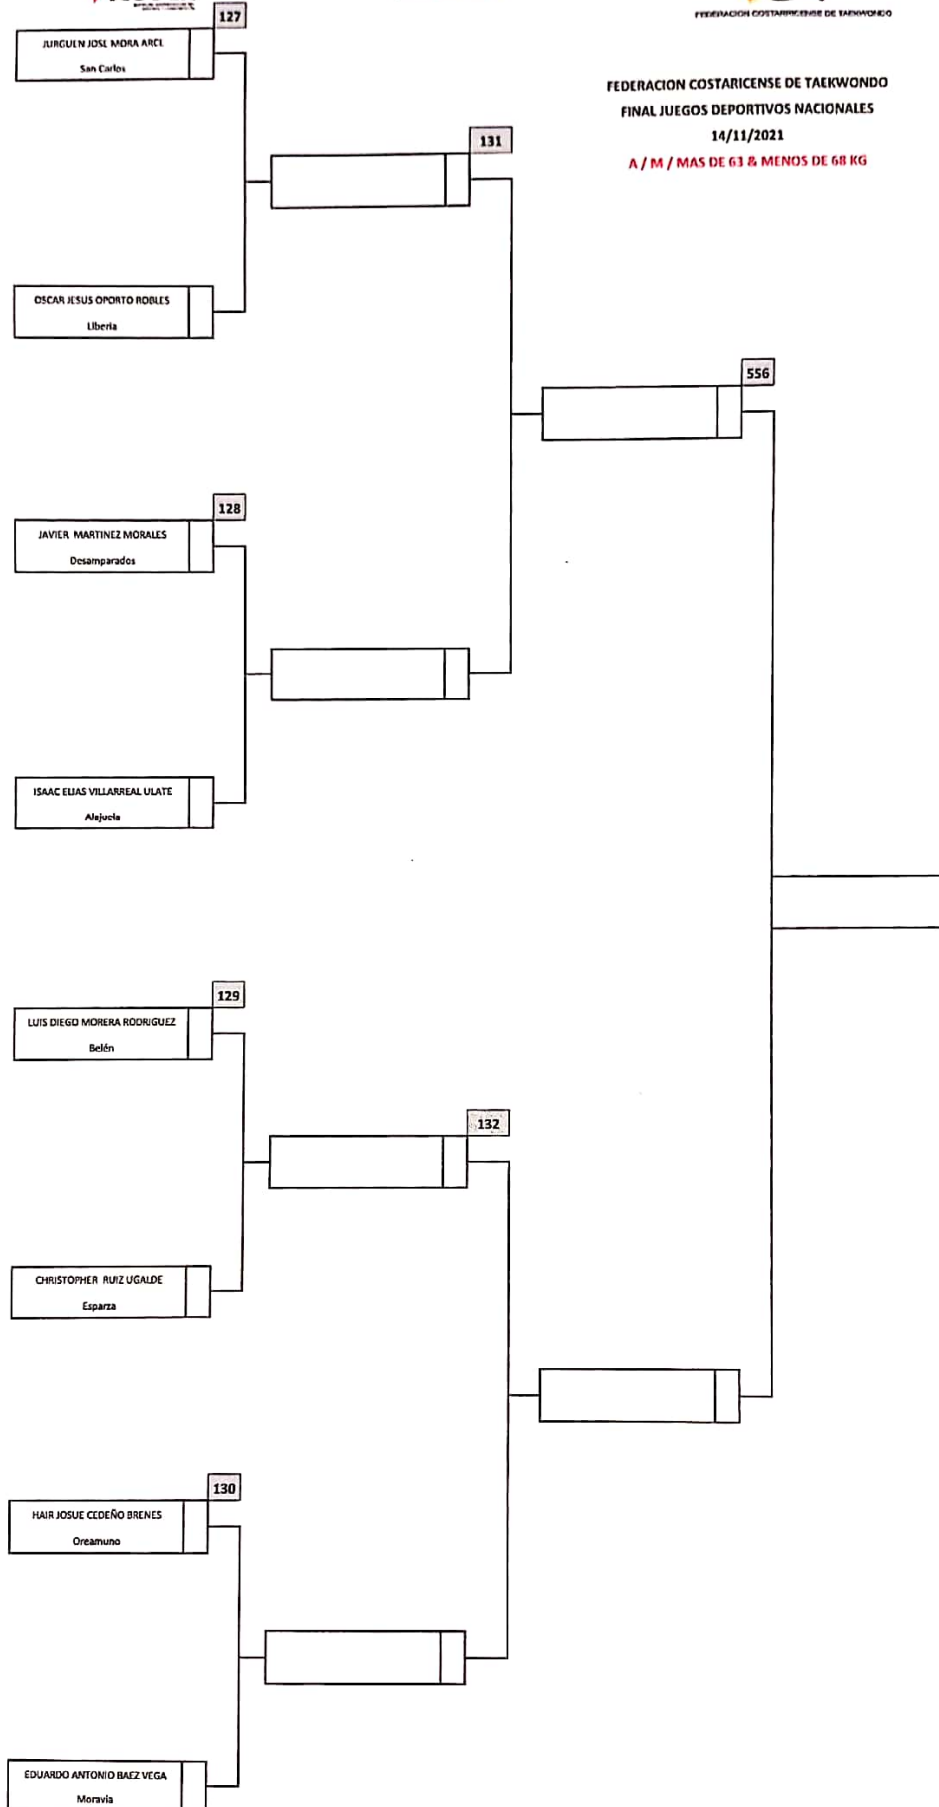 127
JURGUEN JOSE MORA ARCE
San Carlos
FEDERACION COSTARRICENSE DE TAEKWONDO
FEDERACION COSTARICENSE DE TAEKWONDO
FINAL JUEGOS DEPORTIVOS NACIONALES
14/11/2021
A / M / MAS DE 63 & MENOS DE 68 KG
131
OSCAR JESUS OPORTO ROBLES
Liberia
556
128
JAVIER MARTINEZ MORALES
Desamparados
ISAAC ELIAS VILLARREAL ULATE
Alajuela
129
LUIS DIEGO MORERA RODRIGUEZ
Belén
132
CHRISTOPHER RUIZ UGALDE
Esparza
130
HAIR JOSUE CEDEÑO BRENES
Oreamuno
EDUARDO ANTONIO BAEZ VEGA
Moravia